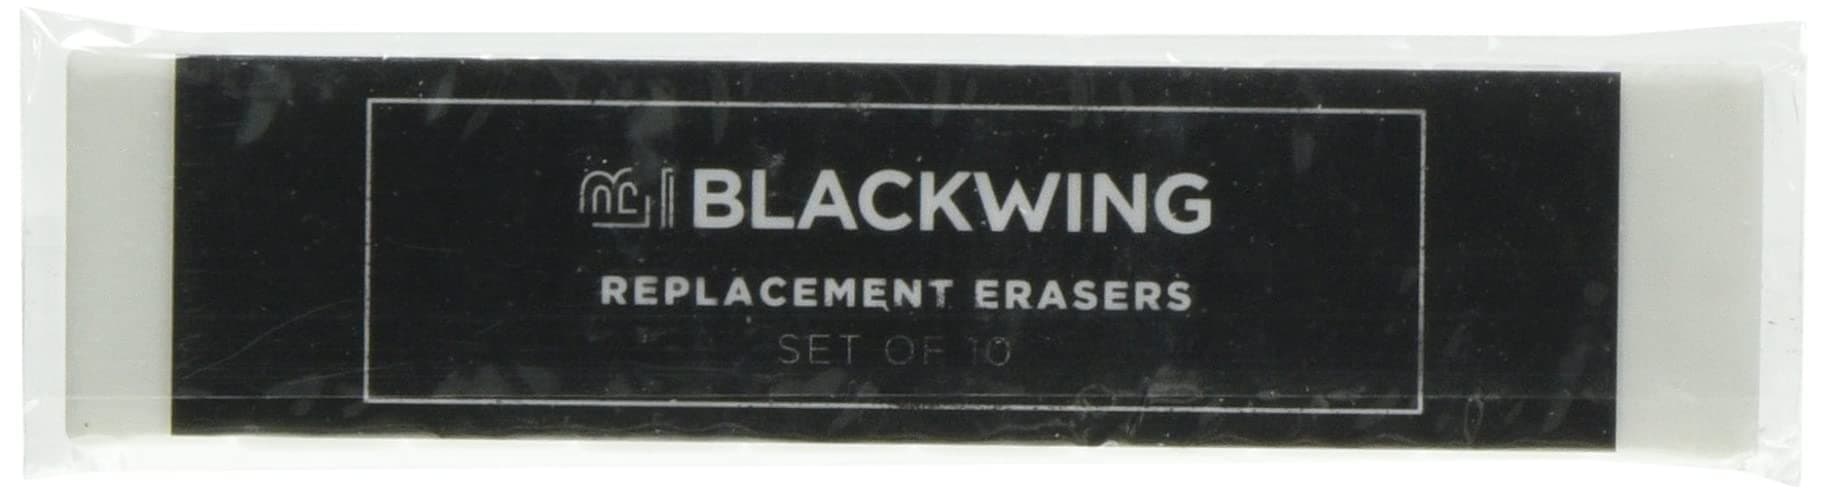 BLACKWING
REPLACEMENT ERASERS
SET OF 10